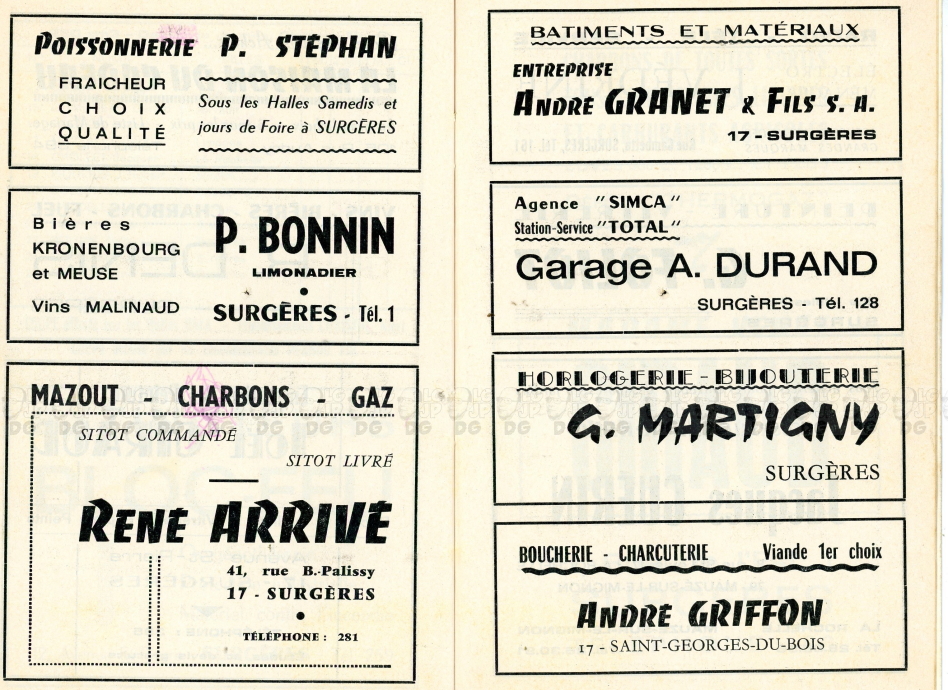 POISSONNERIE P. STÉPHAN
FRAICHEUR
CHOIX
QUALITÉ
Sous les Halles Samedis et
jours de Foire à SURGÈRES
Bières
KRONENBOURG
et MEUSE
Vins MALINAUD
P. BONNIN
LIMONADIER
SURGÈRES - Tél. 1
MAZOUT - CHARBONS - GAZ
SITOT COMMANDÉ
SITOT LIVRÉ
RENÉ ARRIVÉ
41, rue B.-Palissy
17 - SURGÈRES
TÉLÉPHONE : 281
BATIMENTS ET MATÉRIAUX
ENTREPRISE
ANDRÉ GRANET & FILS S. A.
17 - SURGÈRES
Agence "SIMCA"
Station-Service "TOTAL"
Garage A. DURAND
SURGÈRES - Tél. 128
HORLOGERIE - BIJOUTERIE
G. MARTIGNY
SURGÈRES
BOUCHERIE - CHARCUTERIE Viande 1er choix
ANDRÉ GRIFFON
17 - SAINT-GEORGES-DU-BOIS